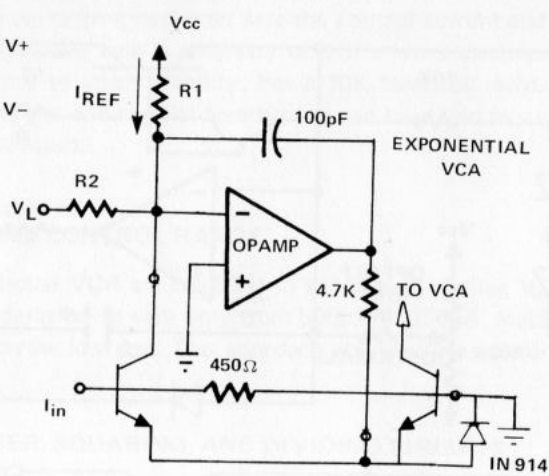 V+
Vcc
V−
IREF
R1
100pF
EXPONENTIAL
VCA
R2
VL
−
OPAMP
+
4.7K
TO VCA
450Ω
Iin
IN 914